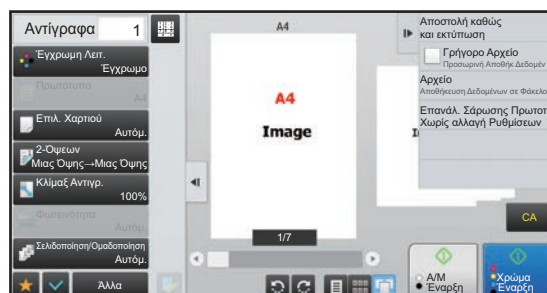 Αντίγραφα 1
Έγχρωμη Λειτ.
Έγχρωμο
Πρωτότυπο
A4
Επιλ. Χαρτιού
Αυτόμ.
2-Όψεων
Μιας Όψης→Μιας Όψης
Κλίμαξ Αντιγρ.
100%
Φωτεινότητα
Αυτόμ.
Σελιδοποίηση/Ομαδοποίηση
Αυτόμ.
Άλλα
A4
A4
Image
1/7
Αποστολή καθώς
και εκτύπωση
Γρήγορο Αρχείο
Προσωρινή Αποθήκ Δεδομέν
Αρχείο
Αποθήκευση Δεδομένων σε Φάκελο
Επανάλ. Σάρωσης Πρωτοτ
Χωρίς αλλαγή Ρυθμίσεων
CA
Α/Μ
Έναρξη
Χρώμα
Έναρξη